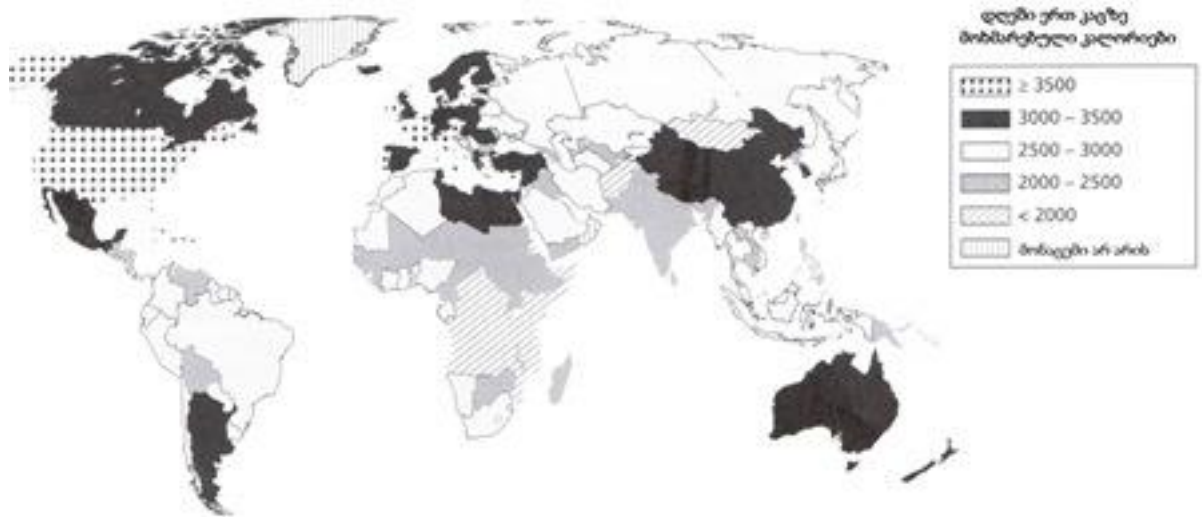 დღეში ერთ კაცზე
მოხმარებული კალორიები
≥ 3500
3000 – 3500
2500 – 3000
2000 – 2500
< 2000
მონაცემი არ არის